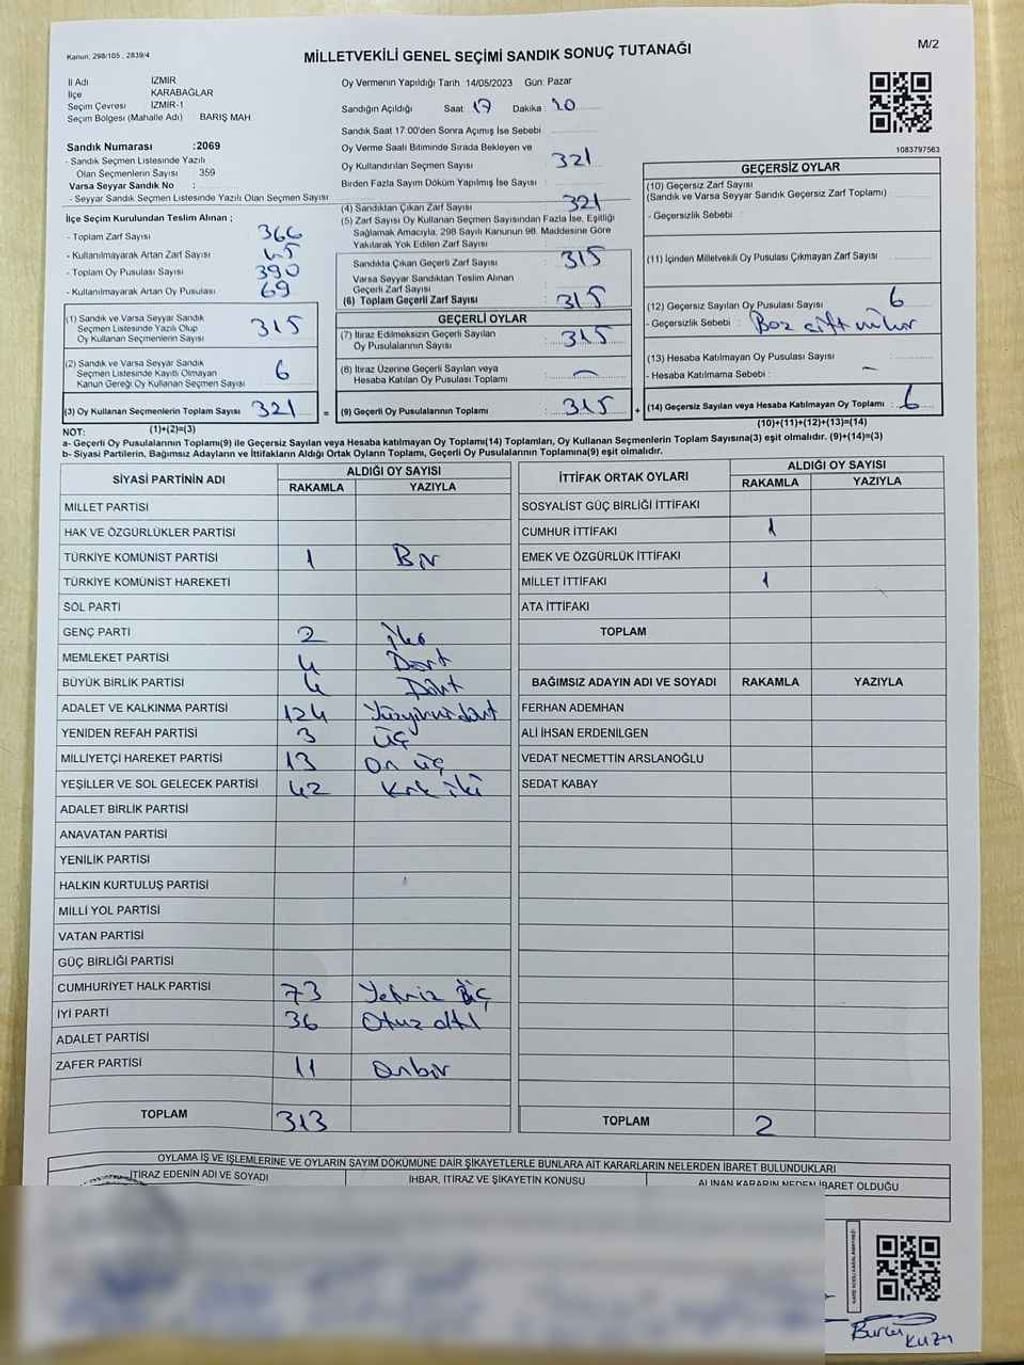 Kanun, 298/105 , 2839/4
MİLLETVEKİLİ GENEL SEÇİMİ SANDIK SONUÇ TUTANAĞI
M/2
İl Adı İZMİR
İlçe KARABAĞLAR
Seçim Çevresi İZMİR-1
Seçim Bölgesi (Mahalle Adı) BARIŞ MAH
Sandık Numarası :2069
- Sandık Seçmen Listesinde Yazılı
Olan Seçmenlerin Sayısı 359
Varsa Seyyar Sandık No :
- Seyyar Sandık Seçmen Listesinde Yazılı Olan Seçmen Sayısı
İlçe Seçim Kurulundan Teslim Alınan ;
- Toplam Zarf Sayısı 366
- Kullanılmayarak Artan Zarf Sayısı 45
- Toplam Oy Pusulası Sayısı 390
- Kullanılmayarak Artan Oy Pusulası 69
(1) Sandık ve Varsa Seyyar Sandık
Seçmen Listesinde Yazılı Olup
Oy Kullanan Seçmenlerin Sayısı 315
(2) Sandık ve Varsa Seyyar Sandık
Seçmen Listesinde Kayıtlı Olmayan
Kanun Gereği Oy Kullanan Seçmen Sayısı 6
(3) Oy Kullanan Seçmenlerin Toplam Sayısı 321 =
Oy Vermenin Yapıldığı Tarih 14/05/2023 Gün: Pazar
Sandığın Açıldığı Saat 17 Dakika : 20
Sandık Saat 17:00'den Sonra Açımış İse Sebebi
Oy Verme Saati Bitiminde Sırada Bekleyen ve
Oy Kullandırılan Seçmen Sayısı : 321
Birden Fazla Sayım Döküm Yapılmış İse Sayısı :
(4) Sandıktan Çıkan Zarf Sayısı 321
(5) Zarf Sayısı Oy Kullanan Seçmen Sayısından Fazla İse, Eşitliği
Sağlamak Amacıyla, 298 Sayılı Kanunun 98. Maddesine Göre
Yakılarak Yok Edilen Zarf Sayısı
Sandıkta Çıkan Geçerli Zarf Sayısı : 315
Varsa Seyyar Sandıktan Teslim Alınan
Geçerli Zarf Sayısı
(6) Toplam Geçerli Zarf Sayısı : 315
GEÇERLİ OYLAR
(7) İtiraz Edilmeksizin Geçerli Sayılan
Oy Pusulalarının Sayısı : 315
(8) İtiraz Üzerine Geçerli Sayılan veya
Hesaba Katılan Oy Pusulası Toplamı : -
(9) Geçerli Oy Pusulalarının Toplamı : 315 +
1083797563
GEÇERSİZ OYLAR
(10) Geçersiz Zarf Sayısı
(Sandık ve Varsa Seyyar Sandık Geçersiz Zarf Toplamı)
- Geçersizlik Sebebi :
(11) İçinden Milletvekili Oy Pusulası Çıkmayan Zarf Sayısı
(12) Geçersiz Sayılan Oy Pusulası Sayısı : 6
- Geçersizlik Sebebi :
(13) Hesaba Katılmayan Oy Pusulası Sayısı :
- Hesaba Katılmama Sebebi : -
(14) Geçersiz Sayılan veya Hesaba Katılmayan Oy Toplamı : 6
(10)+(11)+(12)+(13)=(14)
NOT: (1)+(2)=(3)
a- Geçerli Oy Pusulalarının Toplamı(9) ile Geçersiz Sayılan veya Hesaba katılmayan Oy Toplamı(14) Toplamları, Oy Kullanan Seçmenlerin Toplam Sayısına(3) eşit olmalıdır. (9)+(14)=(3)
b- Siyasi Partilerin, Bağımsız Adayların ve İttifakların Aldığı Ortak Oyların Toplamı, Geçerli Oy Pusulalarının Toplamına(9) eşit olmalıdır.
SİYASİ PARTİNİN ADI ALDIĞI OY SAYISI
RAKAMLA YAZIYLA
MİLLET PARTİSİ
HAK VE ÖZGÜRLÜKLER PARTİSİ
TÜRKİYE KOMÜNİST PARTİSİ 1 Bir
TÜRKİYE KOMÜNİST HAREKETİ
SOL PARTİ
GENÇ PARTİ 2 iki
MEMLEKET PARTİSİ 4 Dört
BÜYÜK BİRLİK PARTİSİ 4 Dört
ADALET VE KALKINMA PARTİSİ 124 Yüzyirmidört
YENİDEN REFAH PARTİSİ 3 üç
MİLLİYETÇİ HAREKET PARTİSİ 13 On üç
YEŞİLLER VE SOL GELECEK PARTİSİ 42 Kırk iki
ADALET BİRLİK PARTİSİ
ANAVATAN PARTİSİ
YENİLİK PARTİSİ
HALKIN KURTULUŞ PARTİSİ
MİLLİ YOL PARTİSİ
VATAN PARTİSİ
GÜÇ BİRLİĞİ PARTİSİ
CUMHURİYET HALK PARTİSİ 73 Yetmiş üç
İYİ PARTİ 36 Otuz altı
ADALET PARTİSİ
ZAFER PARTİSİ 11 Onbir
TOPLAM 313
İTTİFAK ORTAK OYLARI ALDIĞI OY SAYISI
RAKAMLA YAZIYLA
SOSYALİST GÜÇ BİRLİĞİ İTTİFAKI
CUMHUR İTTİFAKI 1
EMEK VE ÖZGÜRLÜK İTTİFAKI
MİLLET İTTİFAKI 1
ATA İTTİFAKI
TOPLAM
BAĞIMSIZ ADAYIN ADI VE SOYADI RAKAMLA YAZIYLA
FERHAN ADEMHAN
ALİ İHSAN ERDENİLGEN
VEDAT NECMETTİN ARSLANOĞLU
SEDAT KABAY
TOPLAM 2
OYLAMA İŞ VE İŞLEMLERİNE VE OYLARIN SAYIM DÖKÜMÜNE DAİR ŞİKAYETLERLE BUNLARA AİT KARARLARIN NELERDEN İBARET BULUNDUKLARI
İTİRAZ EDENİN ADI VE SOYADI İHBAR, İTİRAZ VE ŞİKAYETİN KONUSU ALINAN KARARIN NEDEN İBARET OLDUĞU
Burcu
Kuzu